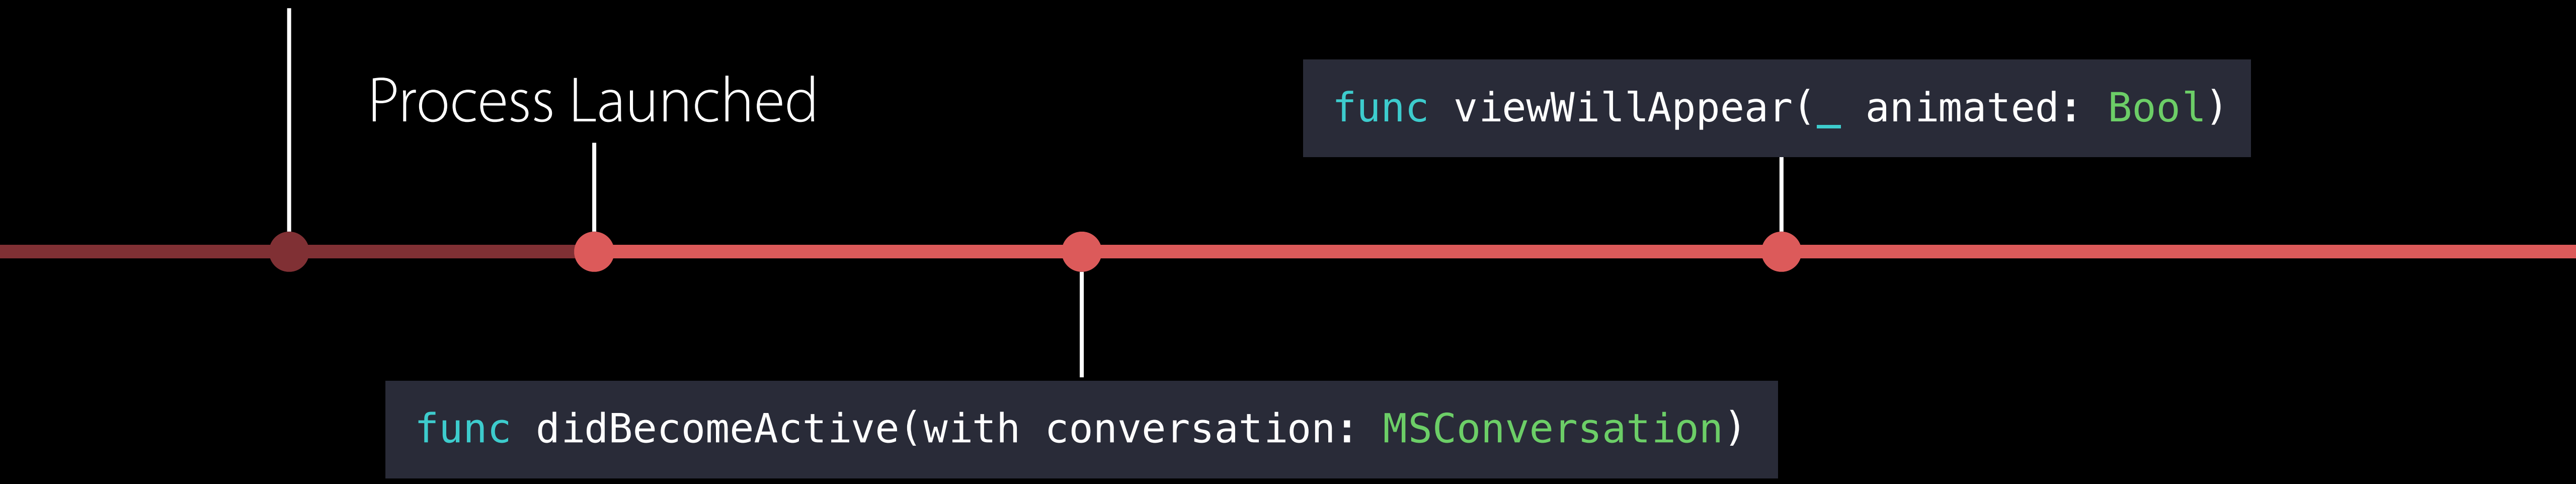 Process Launched
func viewWillAppear(_ animated: Bool)
func didBecomeActive(with conversation: MSConversation)